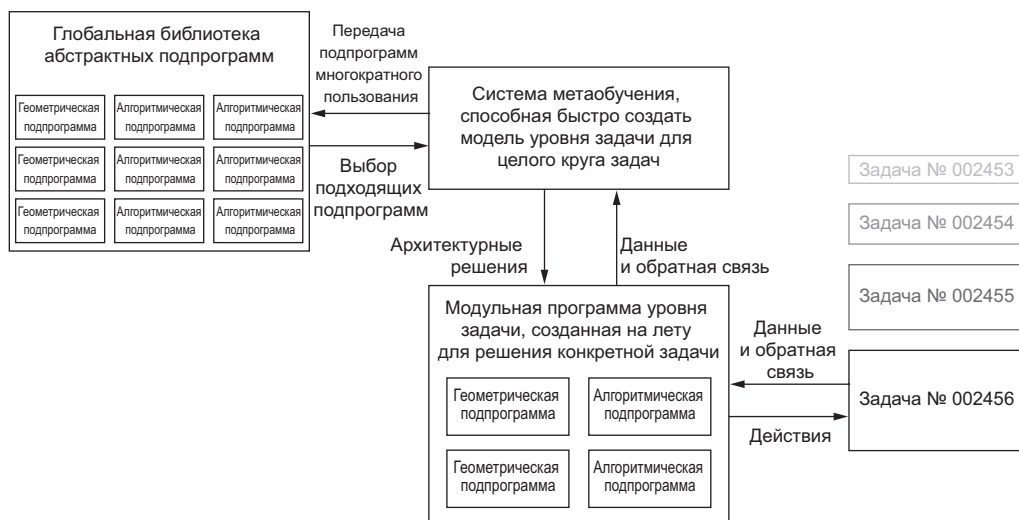 Глобальная библиотека
абстрактных подпрограмм
Геометрическая
подпрограмма
Алгоритмическая
подпрограмма
Алгоритмическая
подпрограмма
Геометрическая
подпрограмма
Алгоритмическая
подпрограмма
Алгоритмическая
подпрограмма
Геометрическая
подпрограмма
Алгоритмическая
подпрограмма
Алгоритмическая
подпрограмма
Передача
подпрограмм
многократного
пользования
Выбор
подходящих
подпрограмм
Система метаобучения,
способная быстро создать
модель уровня задачи для
целого круга задач
Архитектурные
решения
Данные
и обратная связь
Модульная программа уровня
задачи, созданная на лету
для решения конкретной задачи
Геометрическая
подпрограмма
Алгоритмическая
подпрограмма
Геометрическая
подпрограмма
Алгоритмическая
подпрограмма
Данные
и обратная
связь
Действия
Задача № 002453
Задача № 002454
Задача № 002455
Задача № 002456